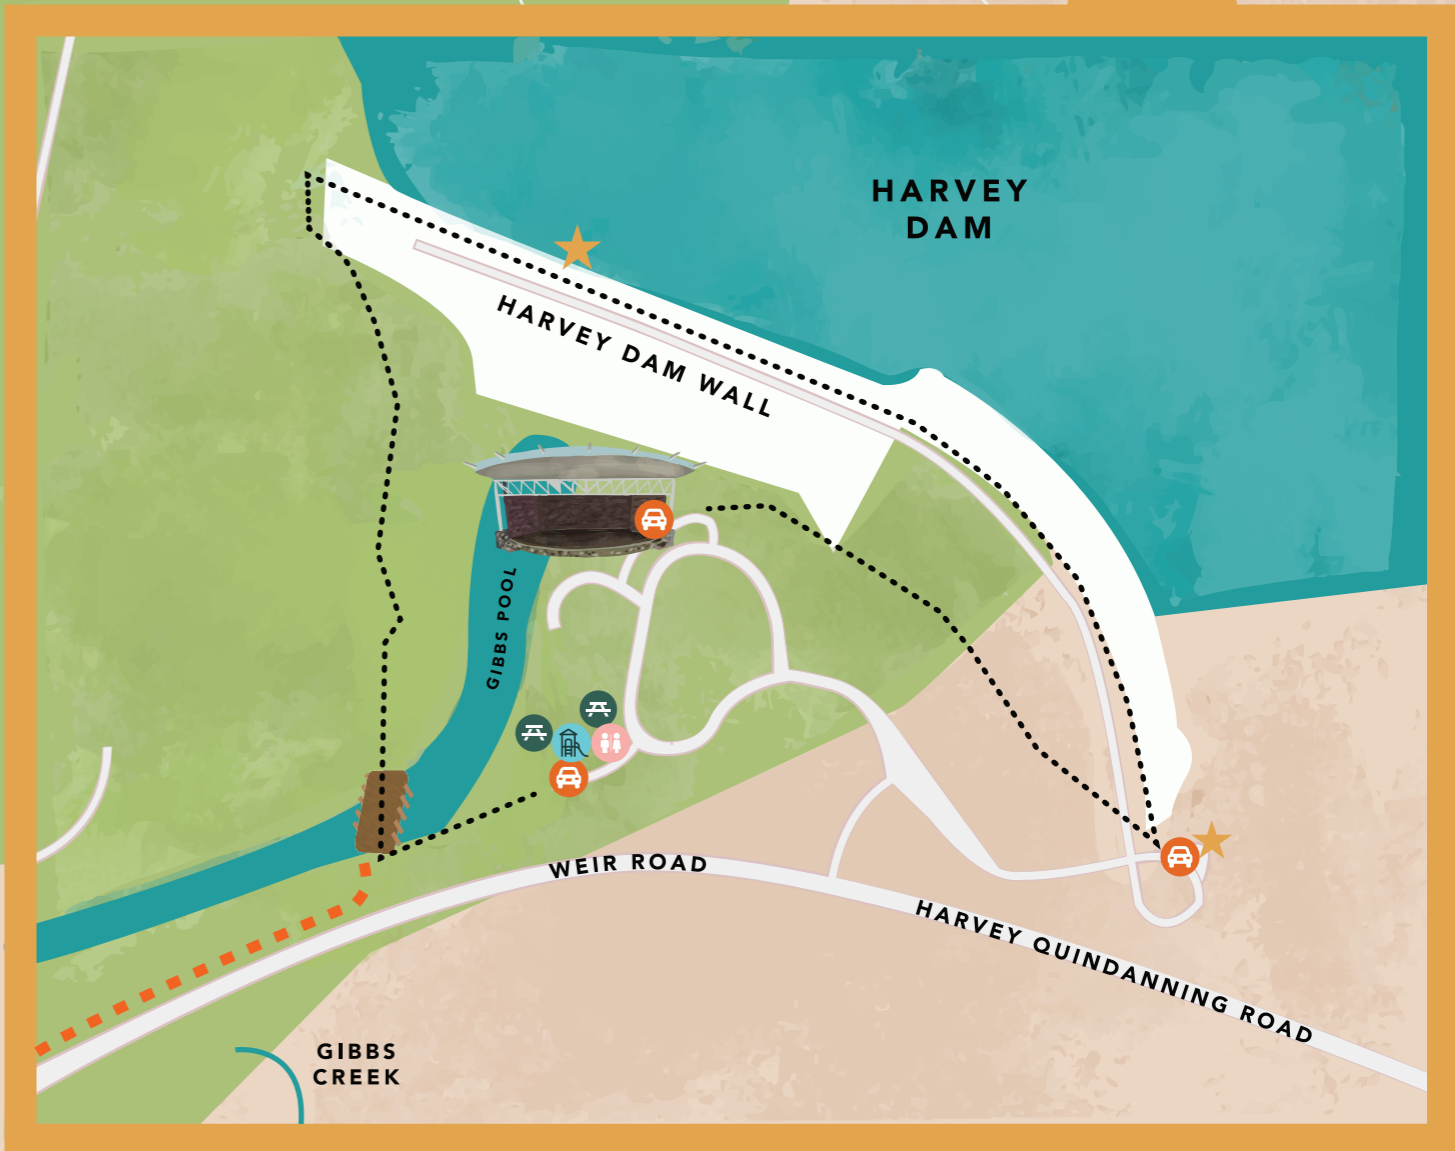 HARVEY
DAM
HARVEY DAM WALL
GIBBS POOL
WEIR ROAD
HARVEY QUINDANNING ROAD
GIBBS
CREEK